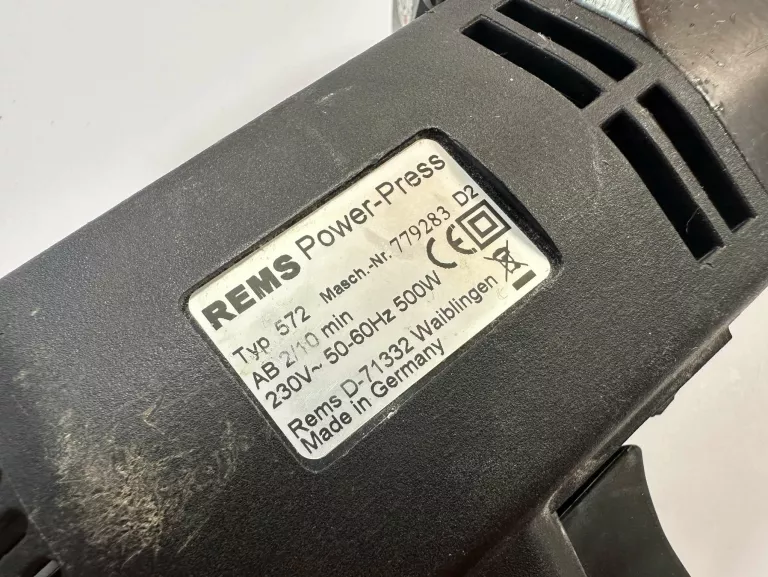 REMS Power-Press
Typ 572 Masch.-Nr. 779283 D2
AB 2/10 min
230V~ 50-60Hz 500W CE
Rems D-71332 Waiblingen
Made in Germany